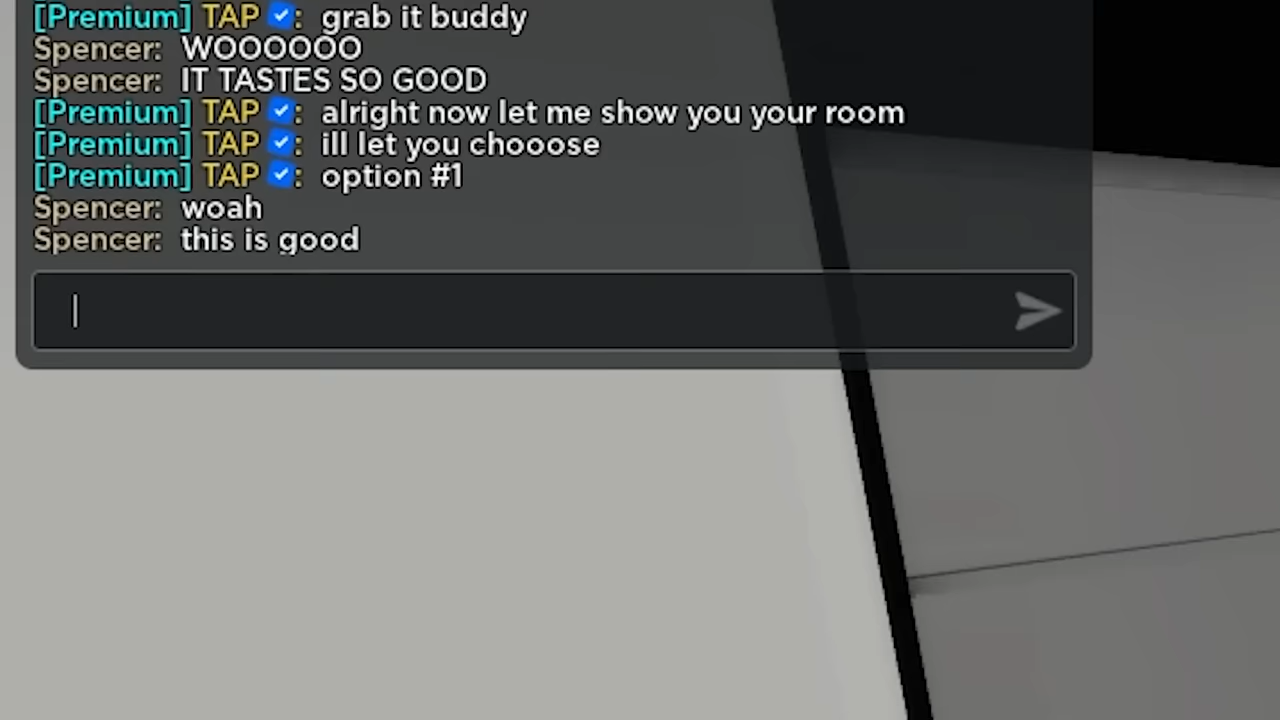 [Premium] TAP: grab it buddy
Spencer: WOOOOOO
Spencer: IT TASTES SO GOOD
[Premium] TAP: alright now let me show you your room
[Premium] TAP: ill let you chooose
[Premium] TAP: option #1
Spencer: woah
Spencer: this is good